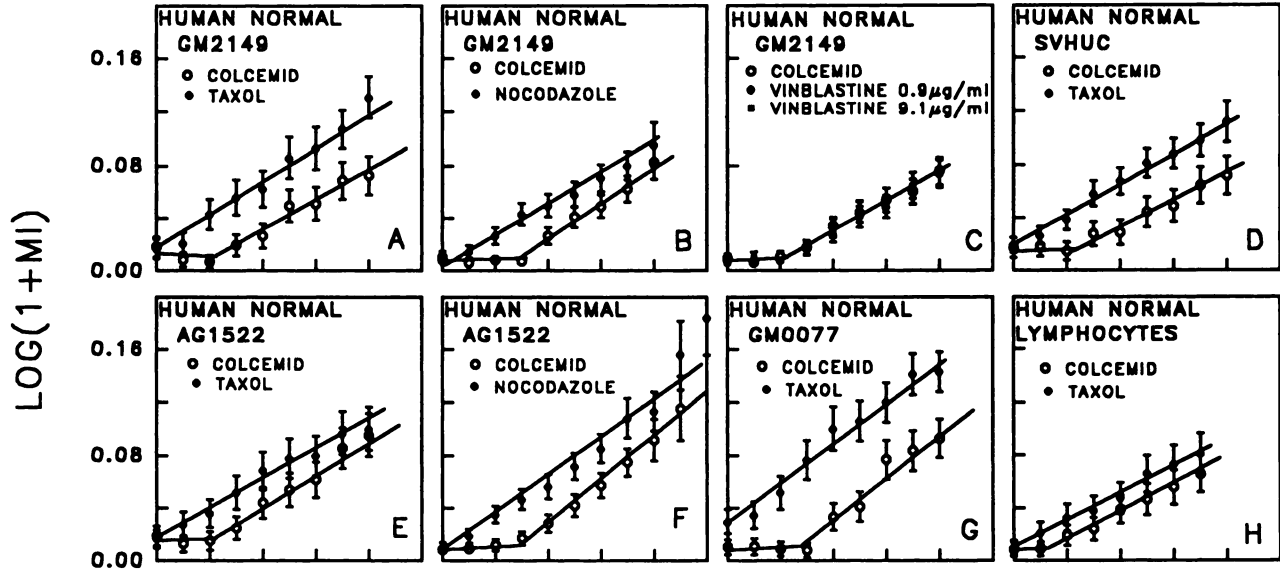 LOG(1+MI)
0.16
0.08
0.00
HUMAN NORMAL
GM2149
COLCEMID
TAXOL
A
HUMAN NORMAL
GM2149
COLCEMID
NOCODAZOLE
B
HUMAN NORMAL
GM2149
COLCEMID
VINBLASTINE 0.9μg/ml
VINBLASTINE 9.1μg/ml
C
HUMAN NORMAL
SVHUC
COLCEMID
TAXOL
D
0.16
0.08
0.00
HUMAN NORMAL
AG1522
COLCEMID
TAXOL
E
HUMAN NORMAL
AG1522
COLCEMID
NOCODAZOLE
F
HUMAN NORMAL
GM0077
COLCEMID
TAXOL
G
HUMAN NORMAL
LYMPHOCYTES
COLCEMID
TAXOL
H